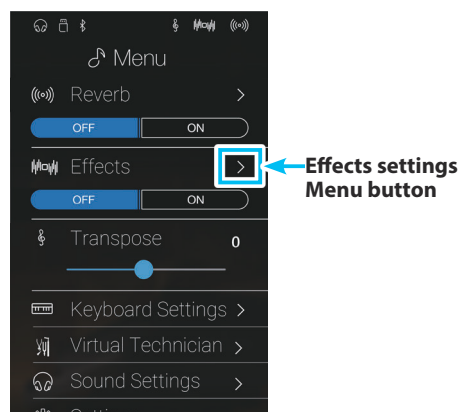 Menu
Reverb
OFF ON
Effects
OFF ON
Effects settings
Menu button
Transpose 0
Keyboard Settings
Virtual Technician
Sound Settings